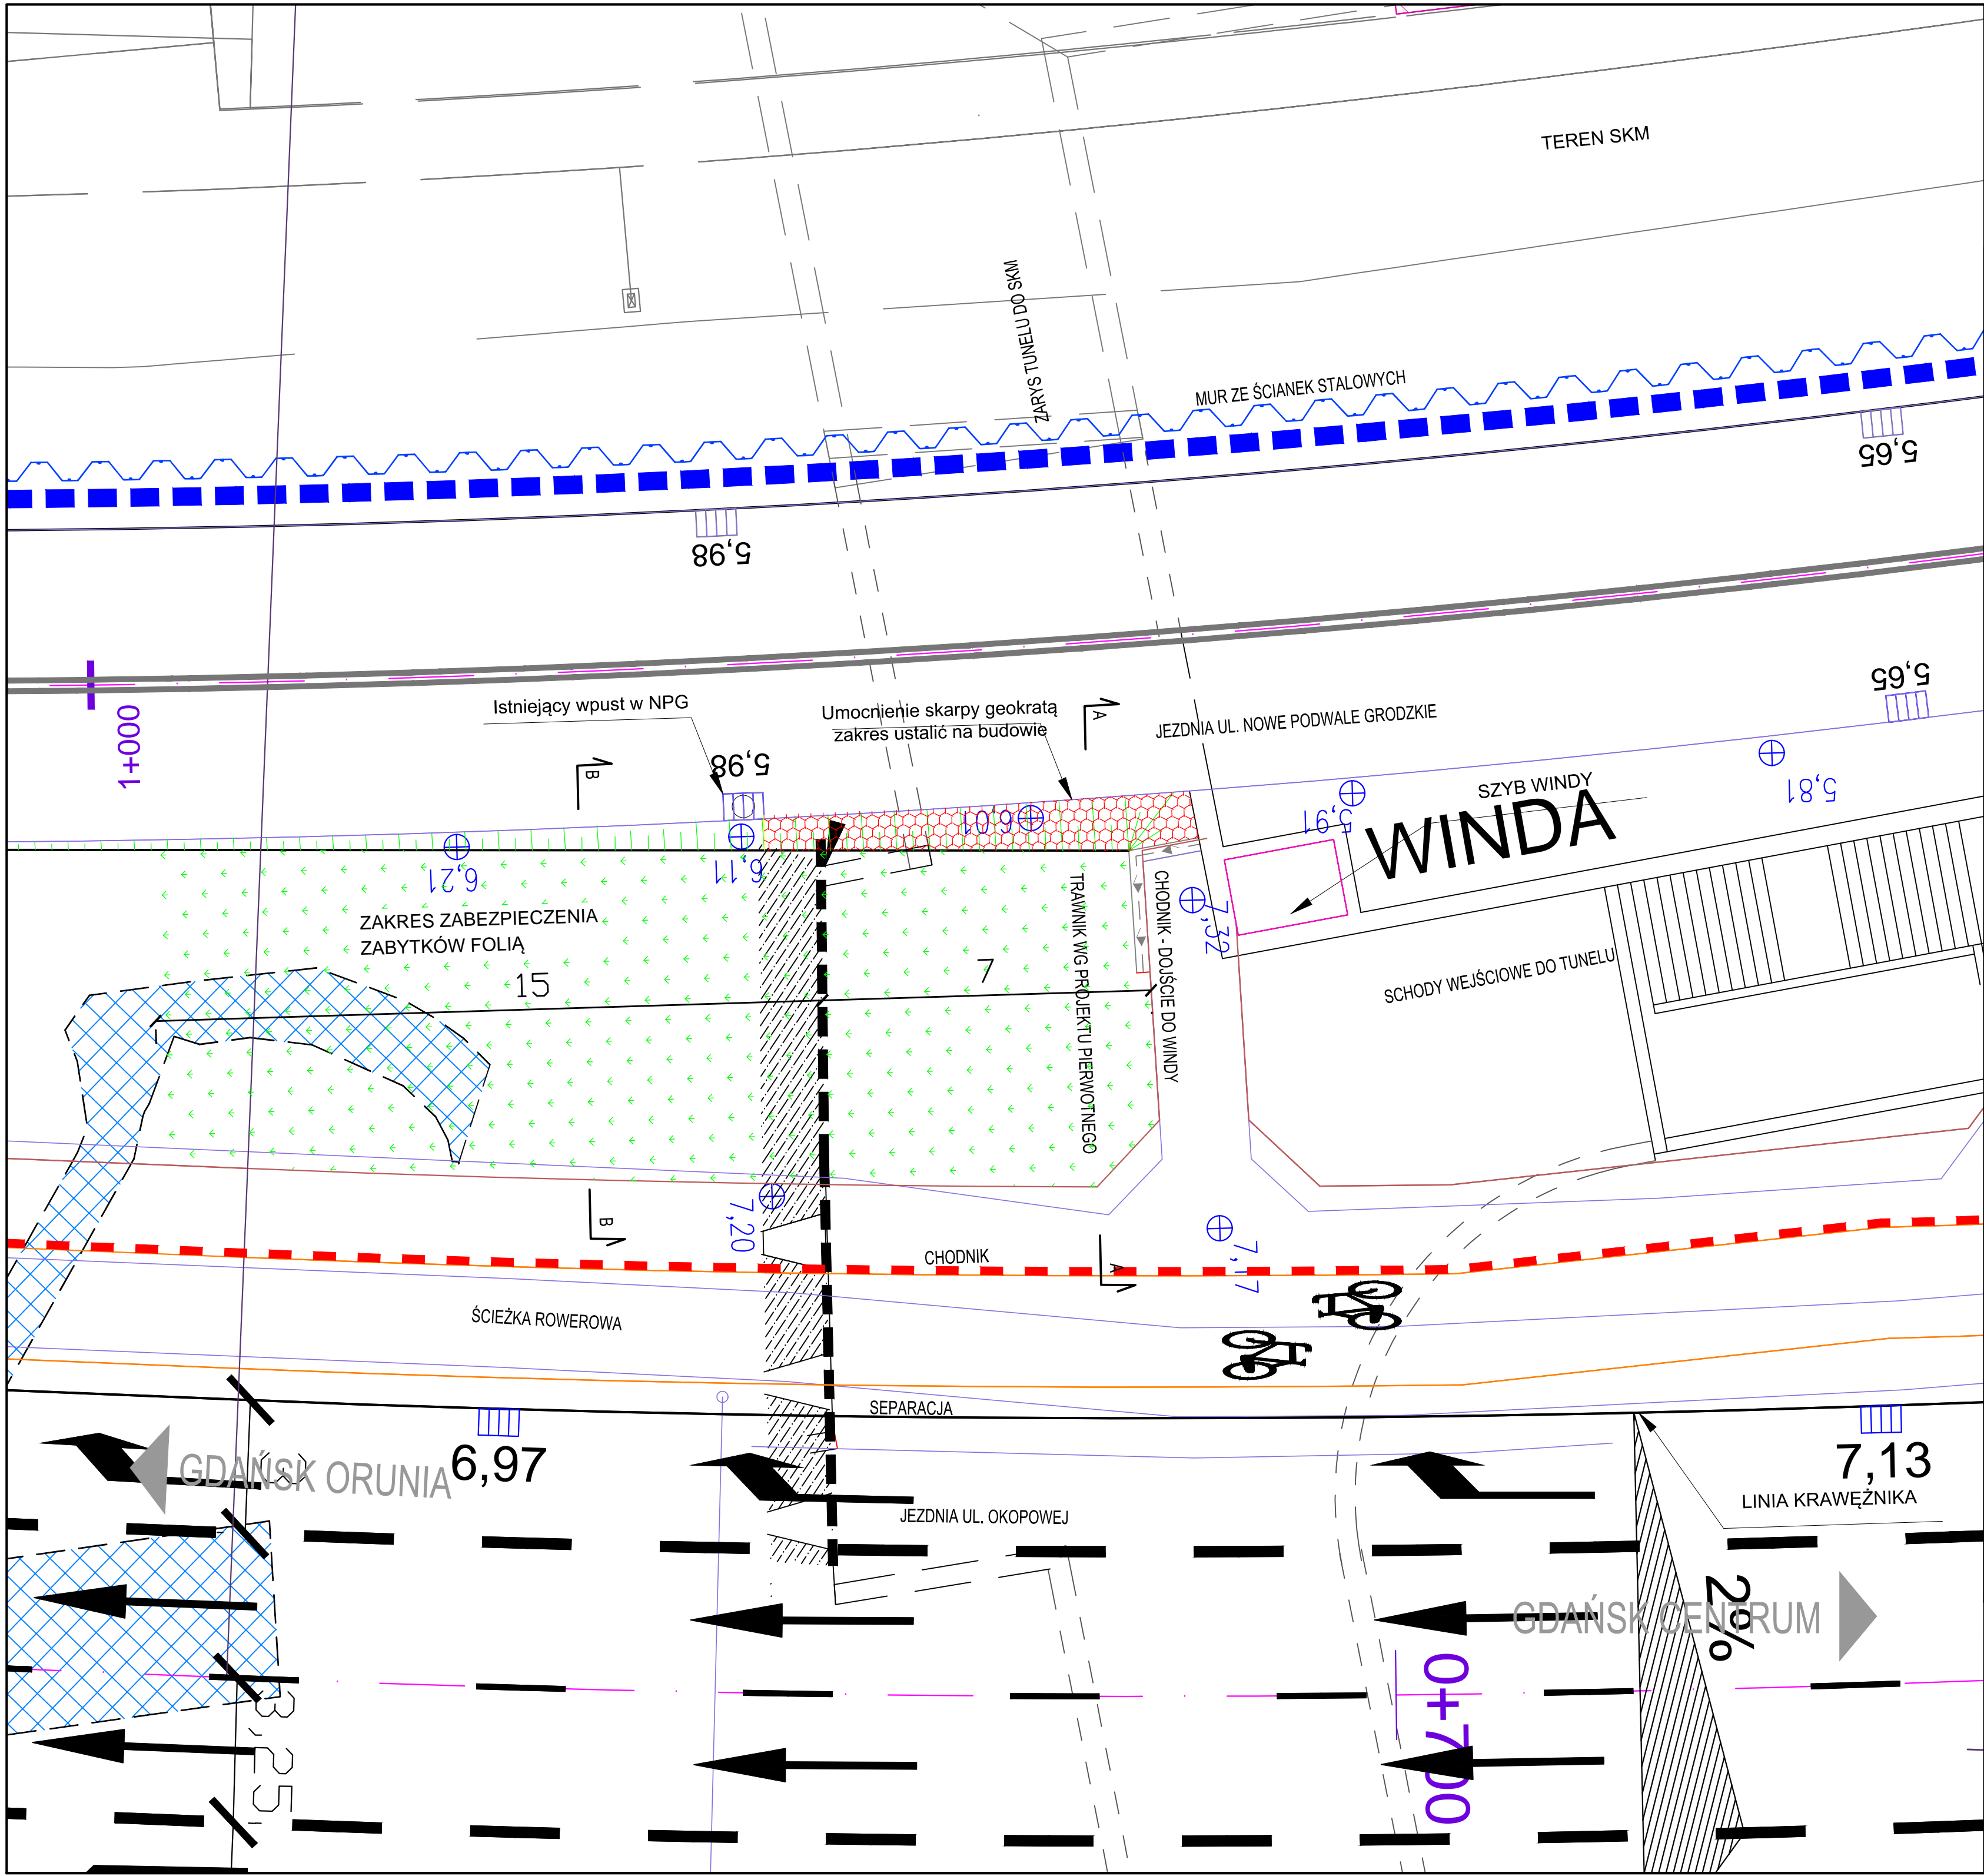 TEREN SKM
ZARYS TUNELU DO SKM
MUR ZE ŚCIANEK STALOWYCH
5,65
5,98
5,65
1+000
Istniejący wpust w NPG
Umocnienie skarpy geokratą
zakres ustalić na budowie
A
JEZDNIA UL. NOWE PODWALE GRODZKIE
B
5,98
SZYB WINDY
WINDA
5,81
5,91
6,01
6,11
6,21
7,32
ZAKRES ZABEZPIECZENIA
ZABYTKÓW FOLIĄ
15
7
TRAWNIK WG PROJEKTU PIERWOTNEGO
CHODNIK - DOJŚCIE DO WINDY
SCHODY WEJŚCIOWE DO TUNELU
7,20
B
7,17
CHODNIK
A
ŚCIEŻKA ROWEROWA
SEPARACJA
6,97
7,13
GDAŃSK ORUNIA
LINIA KRAWĘŻNIKA
JEZDNIA UL. OKOPOWEJ
2%
GDAŃSK CENTRUM
0+700
3,25